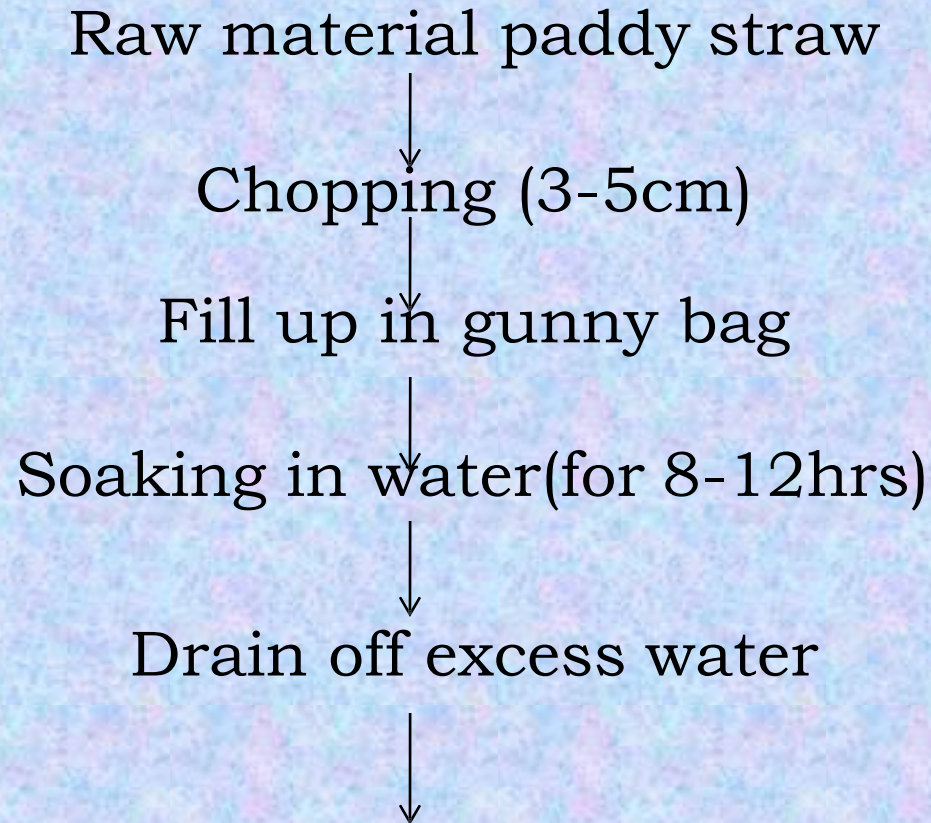 Raw material paddy straw
Chopping (3-5cm)
Fill up in gunny bag
Soaking in water(for 8-12hrs)
Drain off excess water